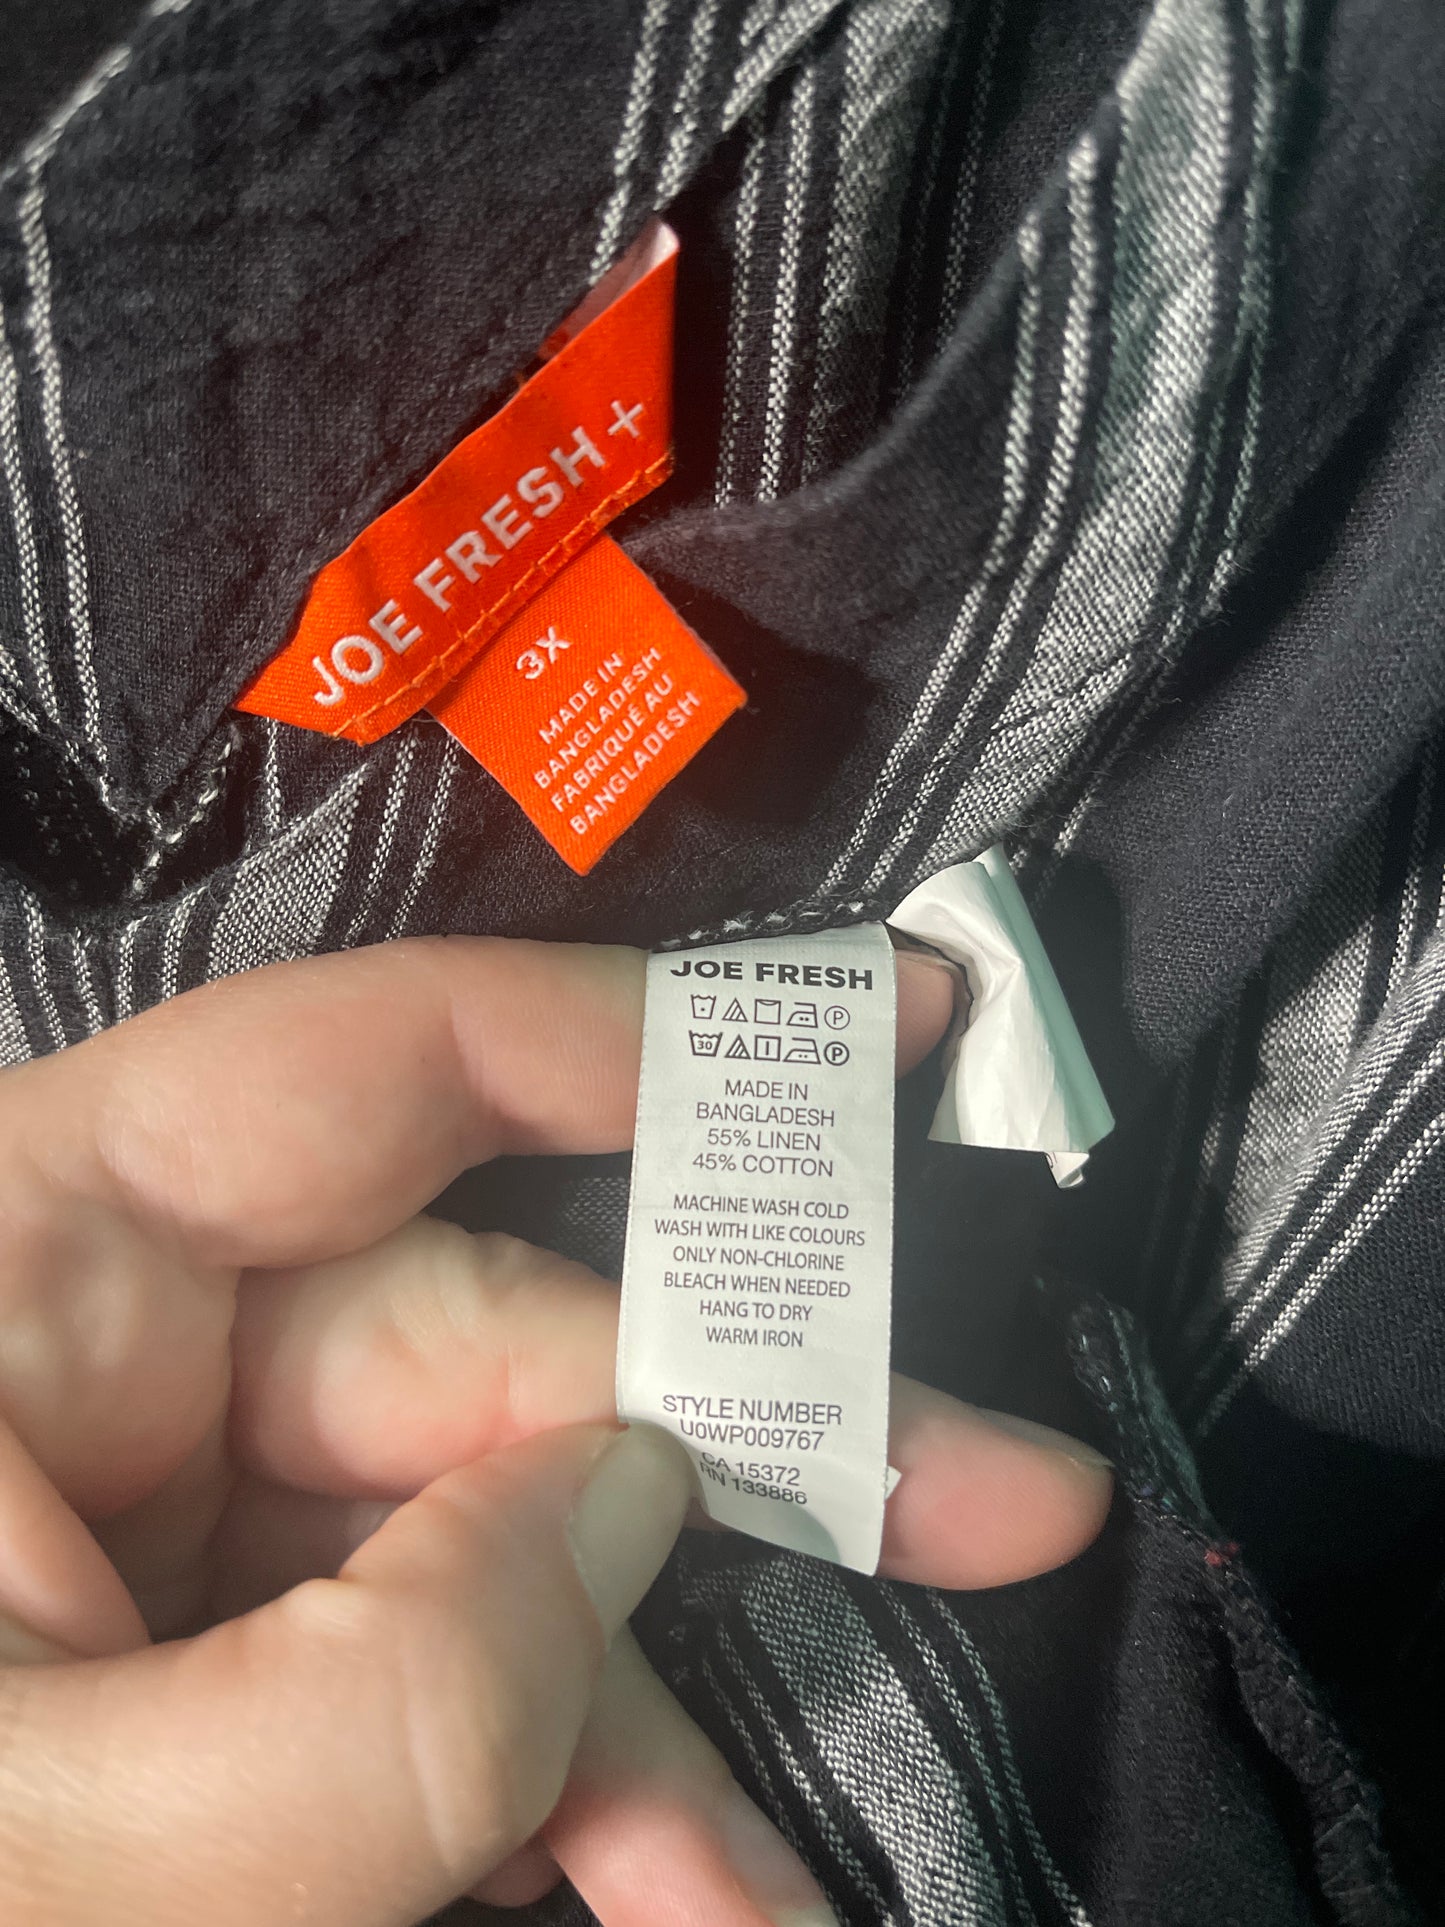 JOE FRESH +
3X
MADE IN
BANGLADESH
FABRIQUÉ AU
BANGLADESH
JOE FRESH
30
MADE IN
BANGLADESH
55% LINEN
45% COTTON
MACHINE WASH COLD
WASH WITH LIKE COLOURS
ONLY NON-CHLORINE
BLEACH WHEN NEEDED
HANG TO DRY
WARM IRON
STYLE NUMBER
U0WP009767
CA 15372
RN 133886